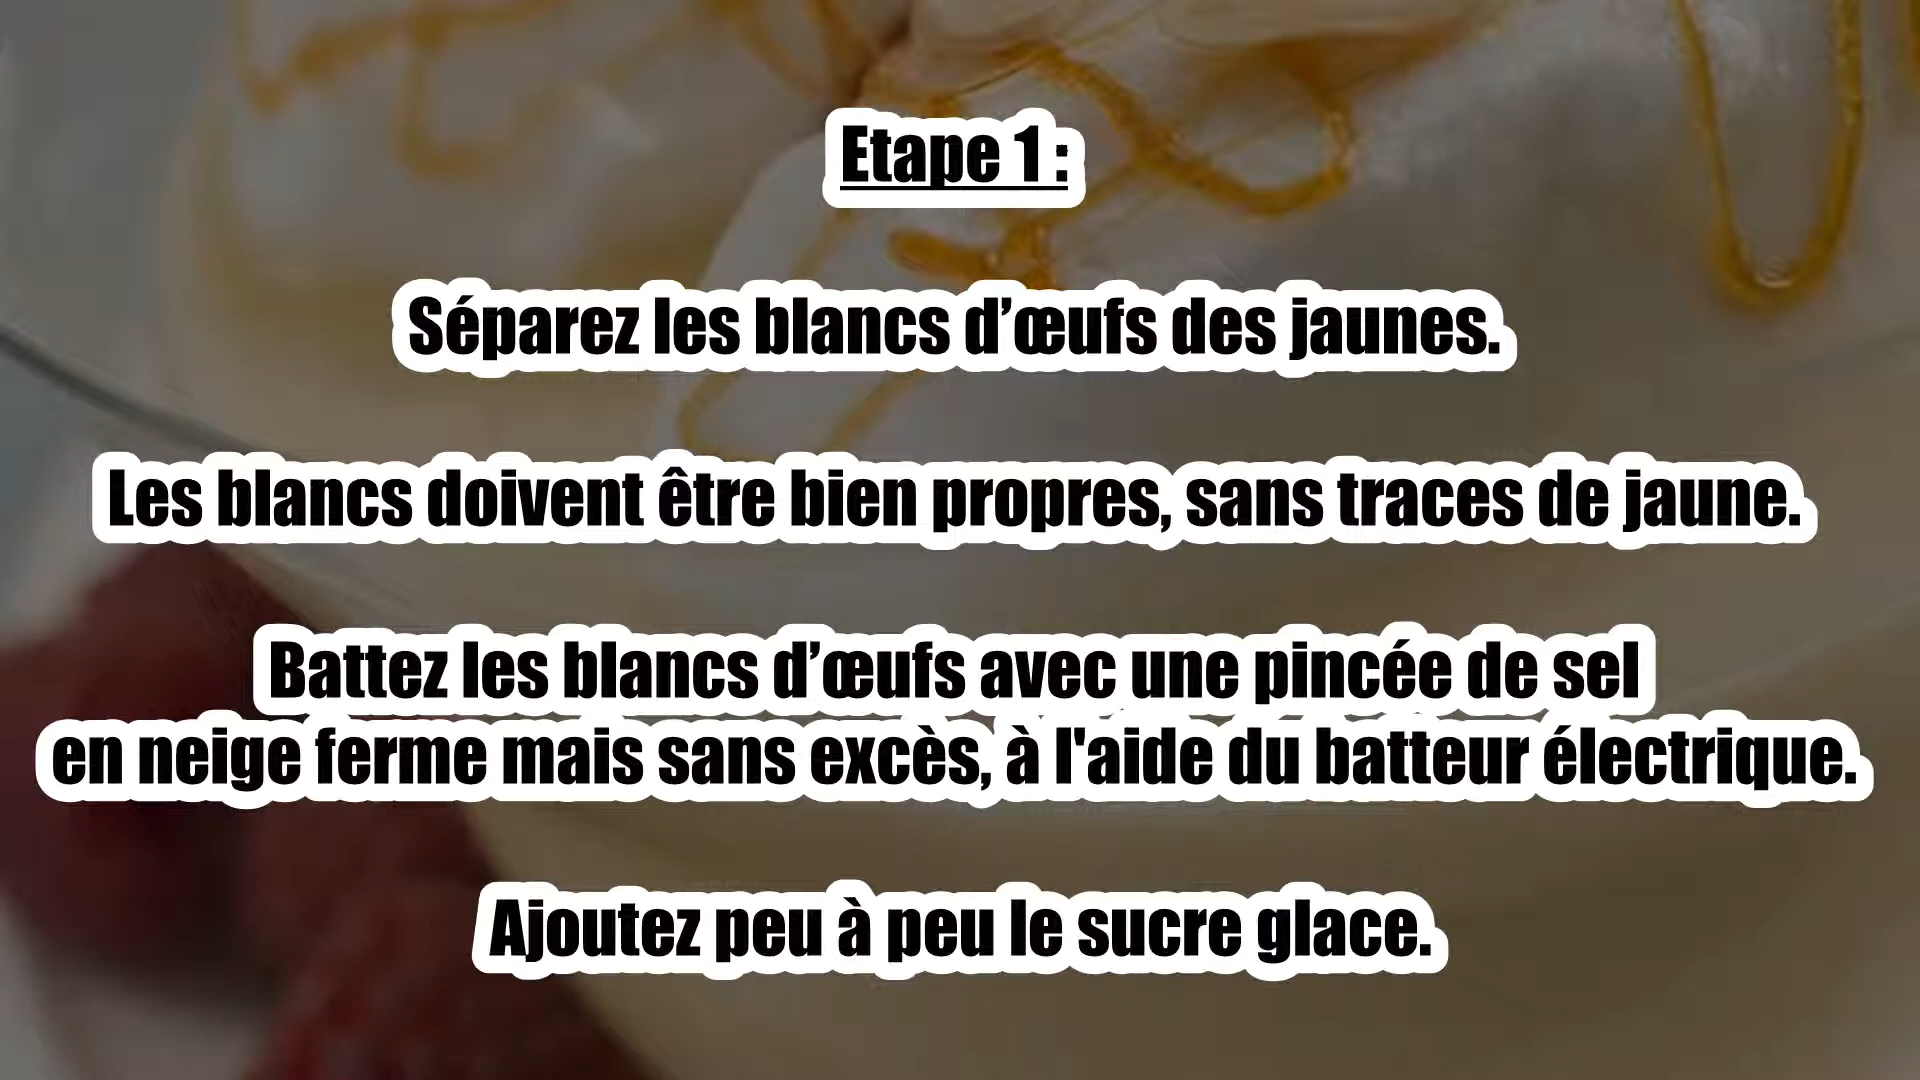 Etape 1 :
Séparez les blancs d’œufs des jaunes.
Les blancs doivent être bien propres, sans traces de jaune.
Battez les blancs d’œufs avec une pincée de sel
en neige ferme mais sans excès, à l'aide du batteur électrique.
Ajoutez peu à peu le sucre glace.